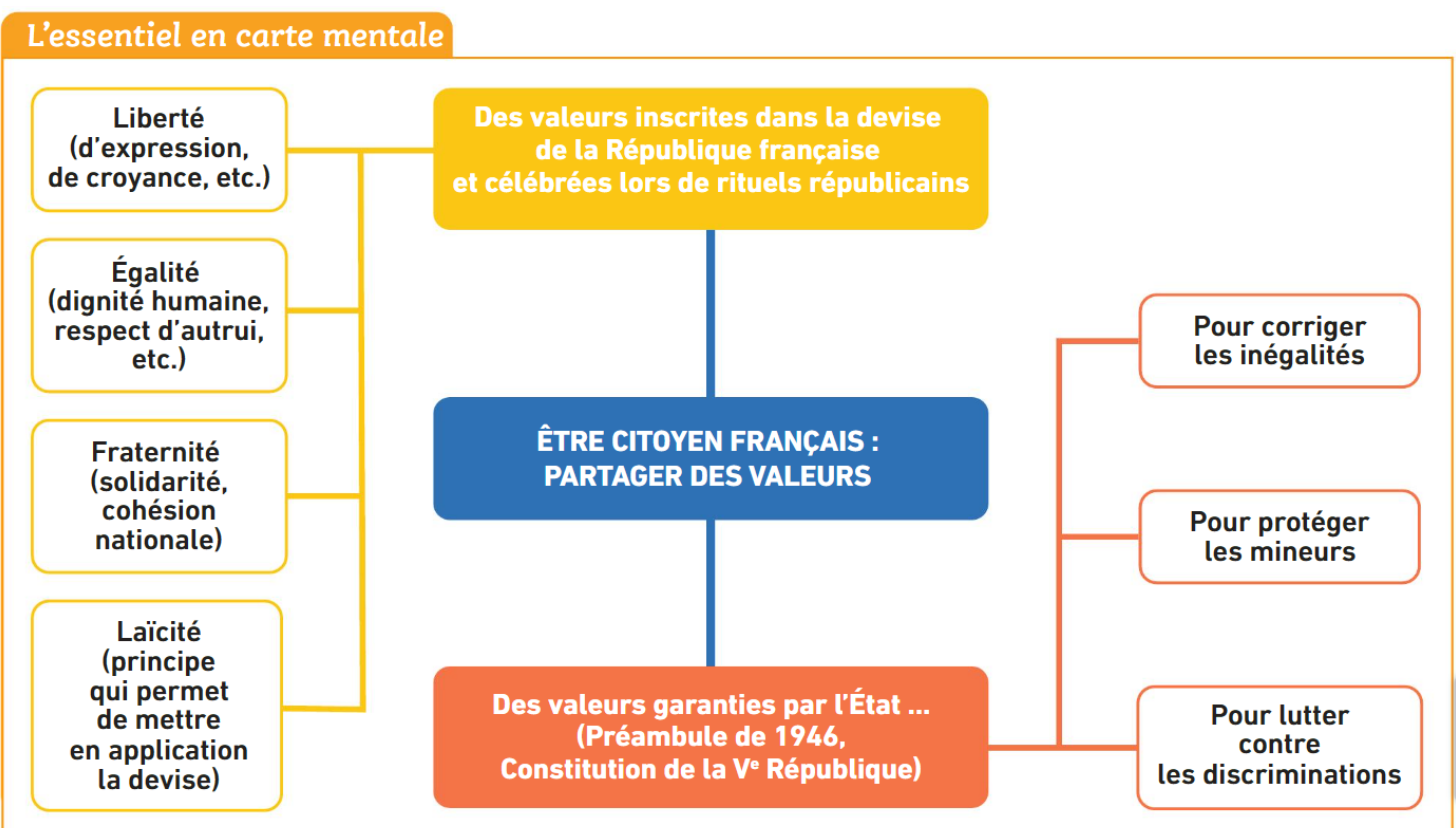 L'essentiel en carte mentale
Liberté
(d'expression,
de croyance, etc.)
Égalité
(dignité humaine,
respect d'autrui,
etc.)
Fraternité
(solidarité,
cohésion
nationale)
Laïcité
(principe
qui permet
de mettre
en application
la devise)
Des valeurs inscrites dans la devise
de la République française
et célébrées lors de rituels républicains
ÊTRE CITOYEN FRANÇAIS :
PARTAGER DES VALEURS
Des valeurs garanties par l'État ...
(Préambule de 1946,
Constitution de la Vᵉ République)
Pour corriger
les inégalités
Pour protéger
les mineurs
Pour lutter
contre
les discriminations